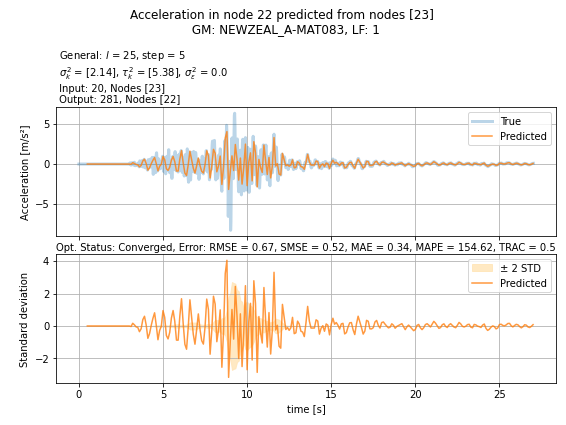 Acceleration in node 22 predicted from nodes [23]
GM: NEWZEAL_A-MAT083, LF: 1
General: l = 25, step = 5
σ²ₖ = [2.14], τ²ₖ = [5.38], σ²ε = 0.0
Input: 20, Nodes [23]
Output: 281, Nodes [22]
True
Predicted
Acceleration [m/s²]
5
0
−5
Opt. Status: Converged, Error: RMSE = 0.67, SMSE = 0.52, MAE = 0.34, MAPE = 154.62, TRAC = 0.5
± 2 STD
Predicted
Standard deviation
4
2
0
−2
0 5 10 15 20 25
time [s]